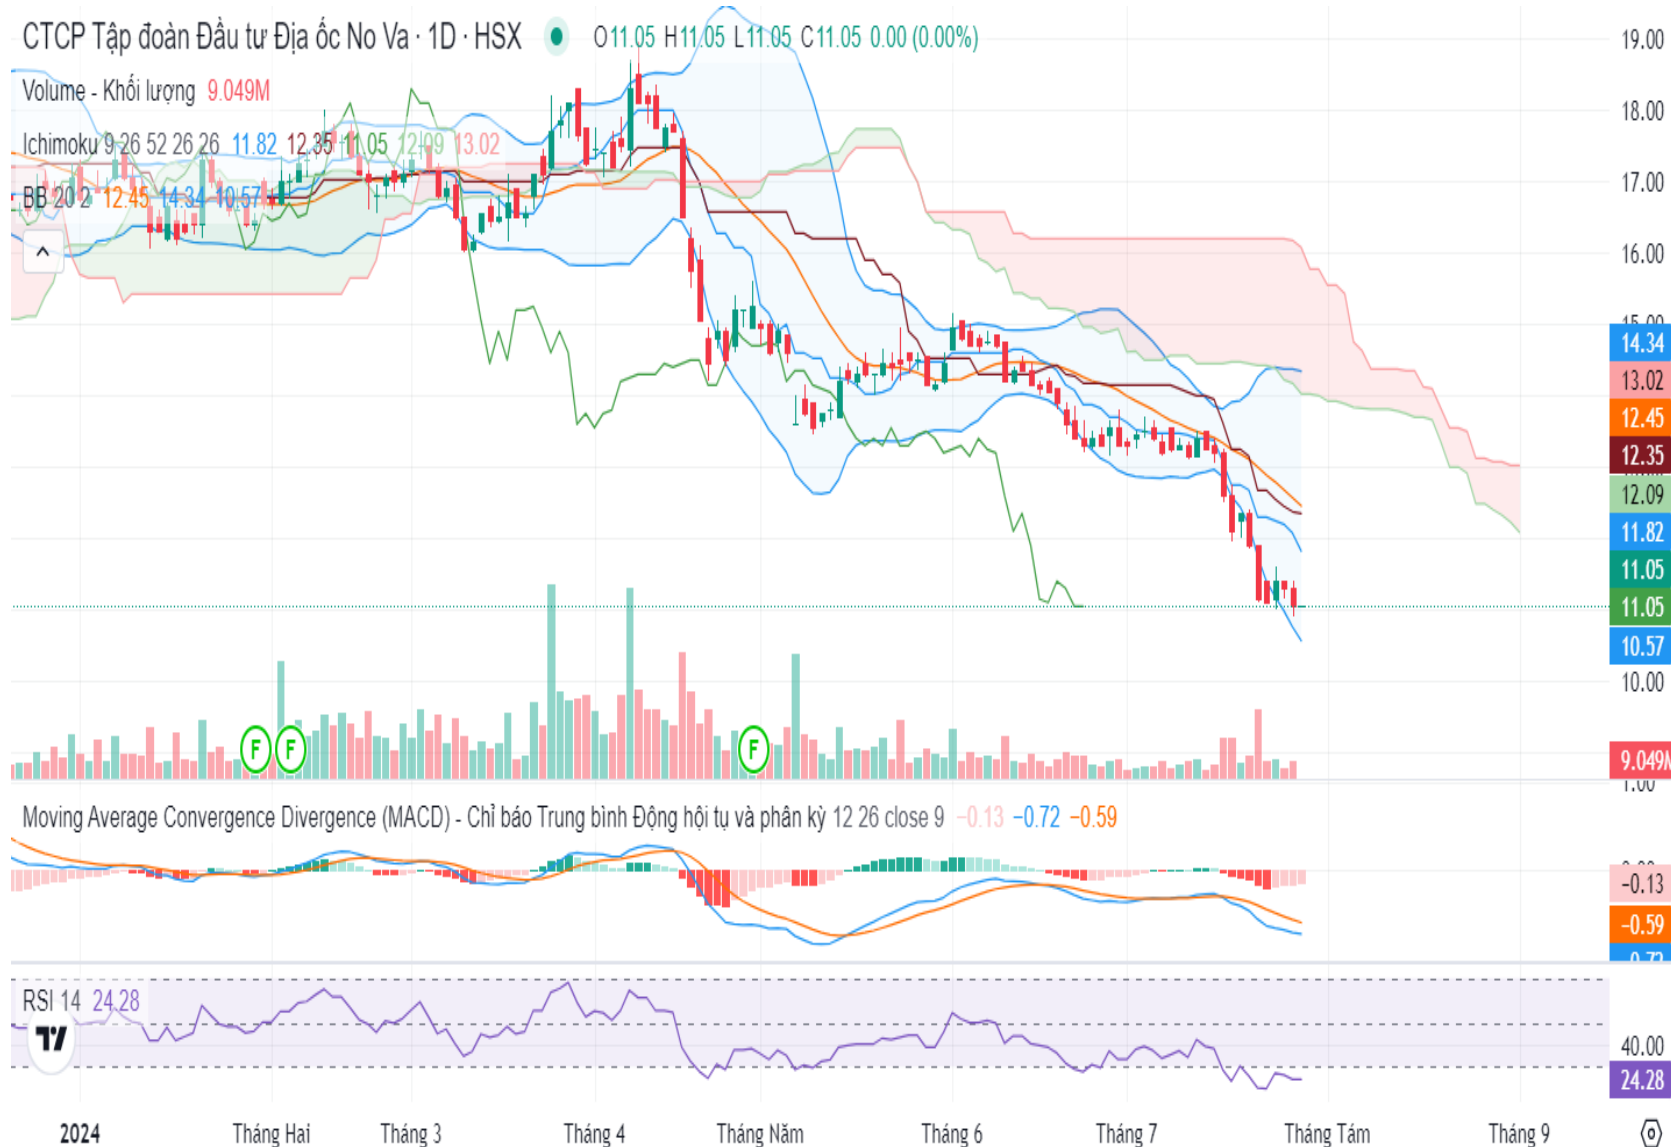 CTCP Tập đoàn Đầu tư Địa ốc No Va · 1D · HSX O11.05 H11.05 L11.05 C11.05 0.00 (0.00%)
Volume - Khối lượng 9.049M
Ichimoku 9 26 52 26 26 11.82 12.35 11.05 12.09 13.02
BB 20 2 12.45 14.34 10.57
19.00
18.00
17.00
16.00
15.00
14.34
13.02
12.45
12.35
12.09
11.82
11.05
11.05
10.57
10.00
9.049M
1.00
F F F
Moving Average Convergence Divergence (MACD) - Chỉ báo Trung bình Động hội tụ và phân kỳ 12 26 close 9 −0.13 −0.72 −0.59
−0.13
−0.59
−0.72
RSI 14 24.28
40.00
24.28
2024 Tháng Hai Tháng 3 Tháng 4 Tháng Năm Tháng 6 Tháng 7 Tháng Tám Tháng 9